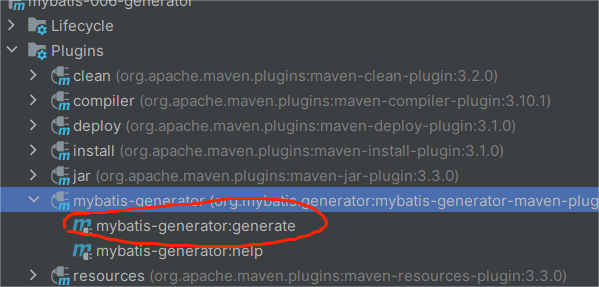 mybatis-006-generator
Lifecycle
Plugins
clean (org.apache.maven.plugins:maven-clean-plugin:3.2.0)
compiler (org.apache.maven.plugins:maven-compiler-plugin:3.10.1)
deploy (org.apache.maven.plugins:maven-deploy-plugin:3.1.0)
install (org.apache.maven.plugins:maven-install-plugin:3.1.0)
jar (org.apache.maven.plugins:maven-jar-plugin:3.3.0)
mybatis-generator (org.mybatis.generator:mybatis-generator-maven-plug
mybatis-generator:generate
mybatis-generator:help
resources (org.apache.maven.plugins:maven-resources-plugin:3.3.0)